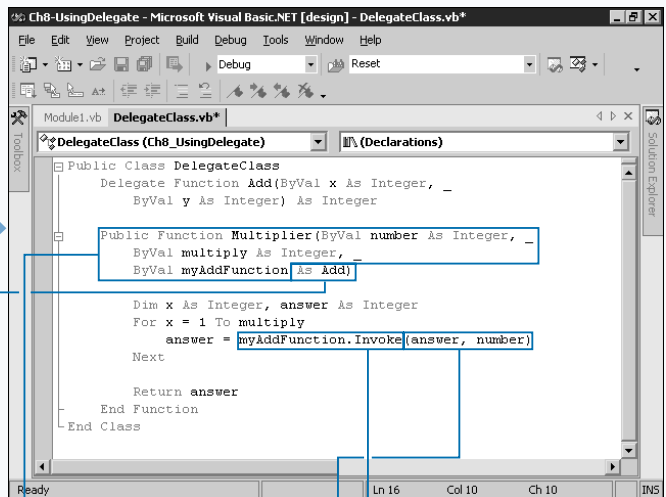 Ch8-UsingDelegate - Microsoft Visual Basic.NET [design] - DelegateClass.vb*
File Edit View Project Build Debug Tools Window Help
Debug Reset
Module1.vb DelegateClass.vb*
Toolbox
DelegateClass (Ch8_UsingDelegate) (Declarations)
Solution Explorer
Public Class DelegateClass
Delegate Function Add(ByVal x As Integer, _
ByVal y As Integer) As Integer
Public Function Multiplier(ByVal number As Integer, _
ByVal multiply As Integer, _
ByVal myAddFunction As Add)
Dim x As Integer, answer As Integer
For x = 1 To multiply
answer = myAddFunction.Invoke(answer, number)
Next
Return answer
End Function
End Class
Ready Ln 16 Col 10 Ch 10 INS